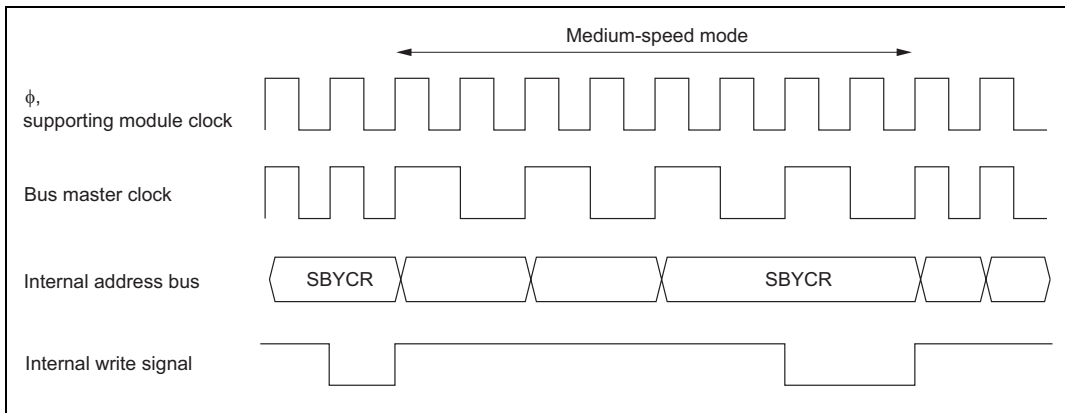 Medium-speed mode
ϕ,
supporting module clock
Bus master clock
Internal address bus
SBYCR
SBYCR
Internal write signal